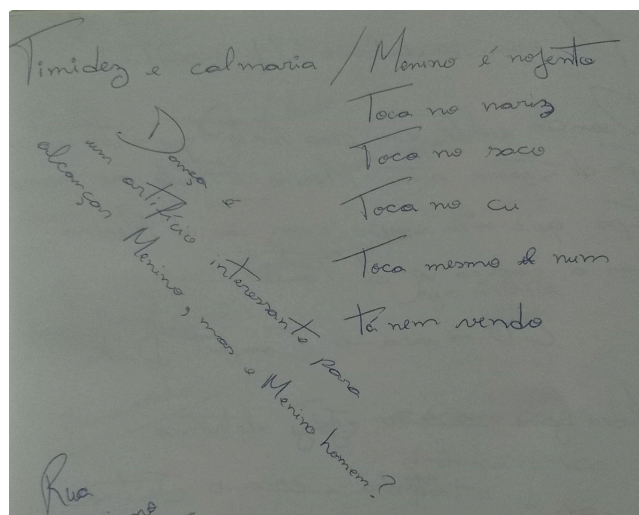 Timidez e calmaria / Menino é nojento
Toca no nariz
Toca no saco
Toca no cu
Toca mesmo e num
tá nem vendo
Dança é
um artifício interessante para
alcançar Menino, mas e Menino homem?
Rua